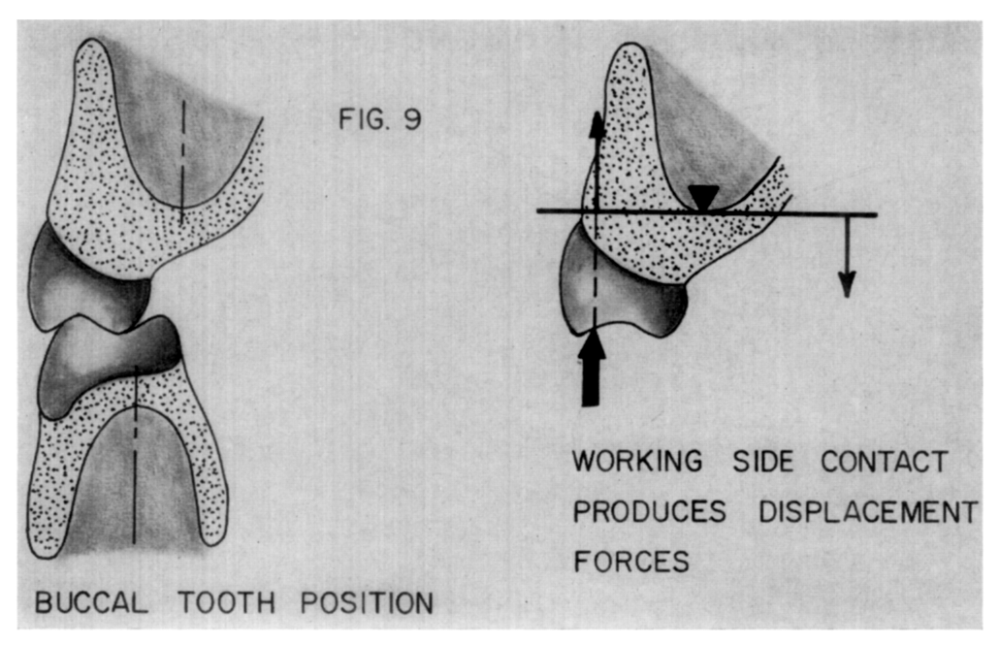 FIG. 9
BUCCAL TOOTH POSITION
WORKING SIDE CONTACT
PRODUCES DISPLACEMENT
FORCES